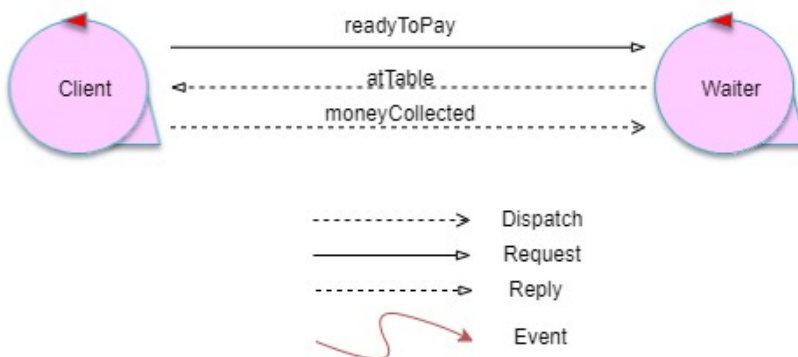 readyToPay
Client
atTable
Waiter
moneyCollected
Dispatch
Request
Reply
Event